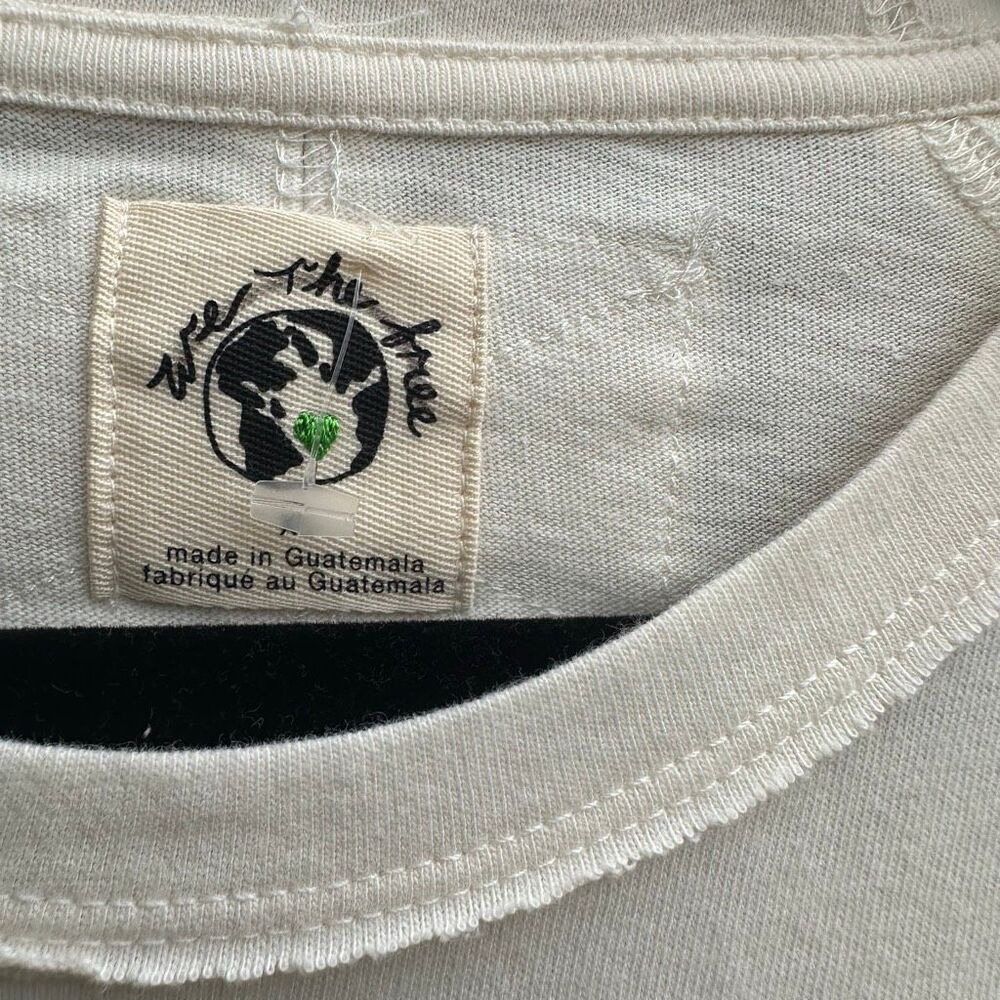 we The free
made in Guatemala
fabriqué au Guatemala